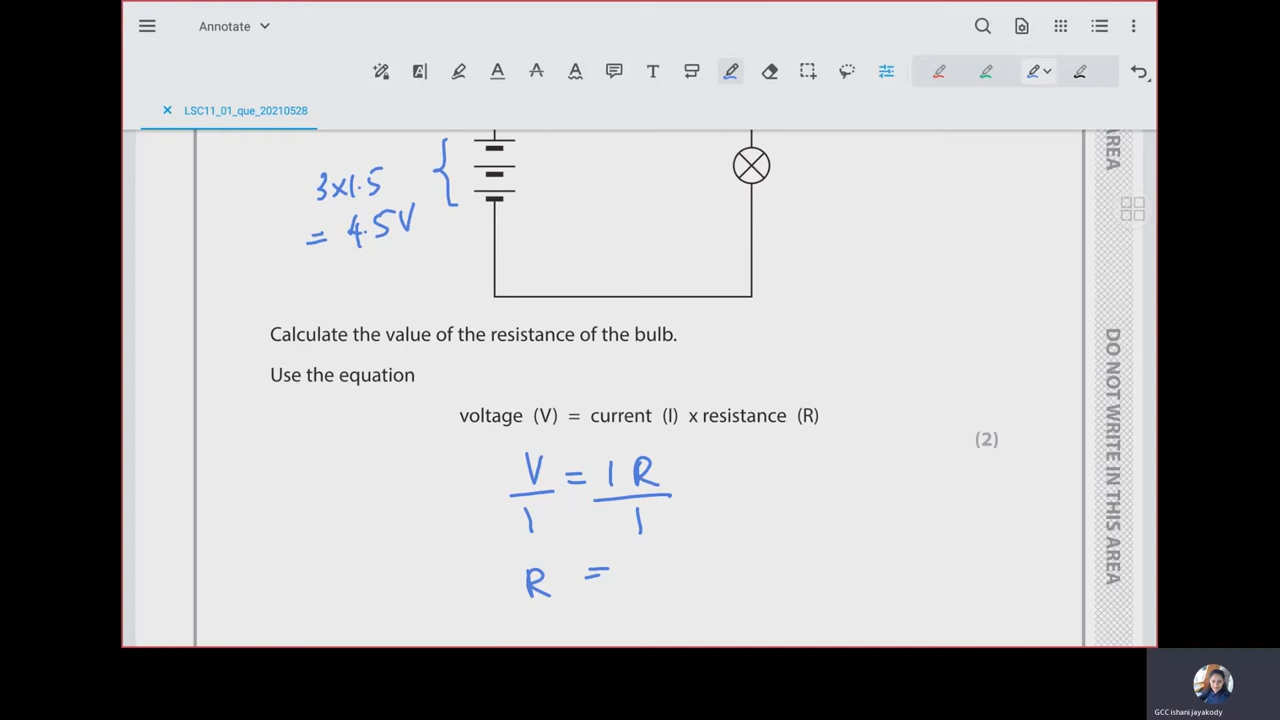 Annotate
LSC11_01_que_20210528
3x1.5
= 4.5V
AREA
Calculate the value of the resistance of the bulb.
Use the equation
voltage (V) = current (I) x resistance (R)
(2)
V = I R
I I
R =
DO NOT WRITE IN THIS AREA
GCC ishani jayakody